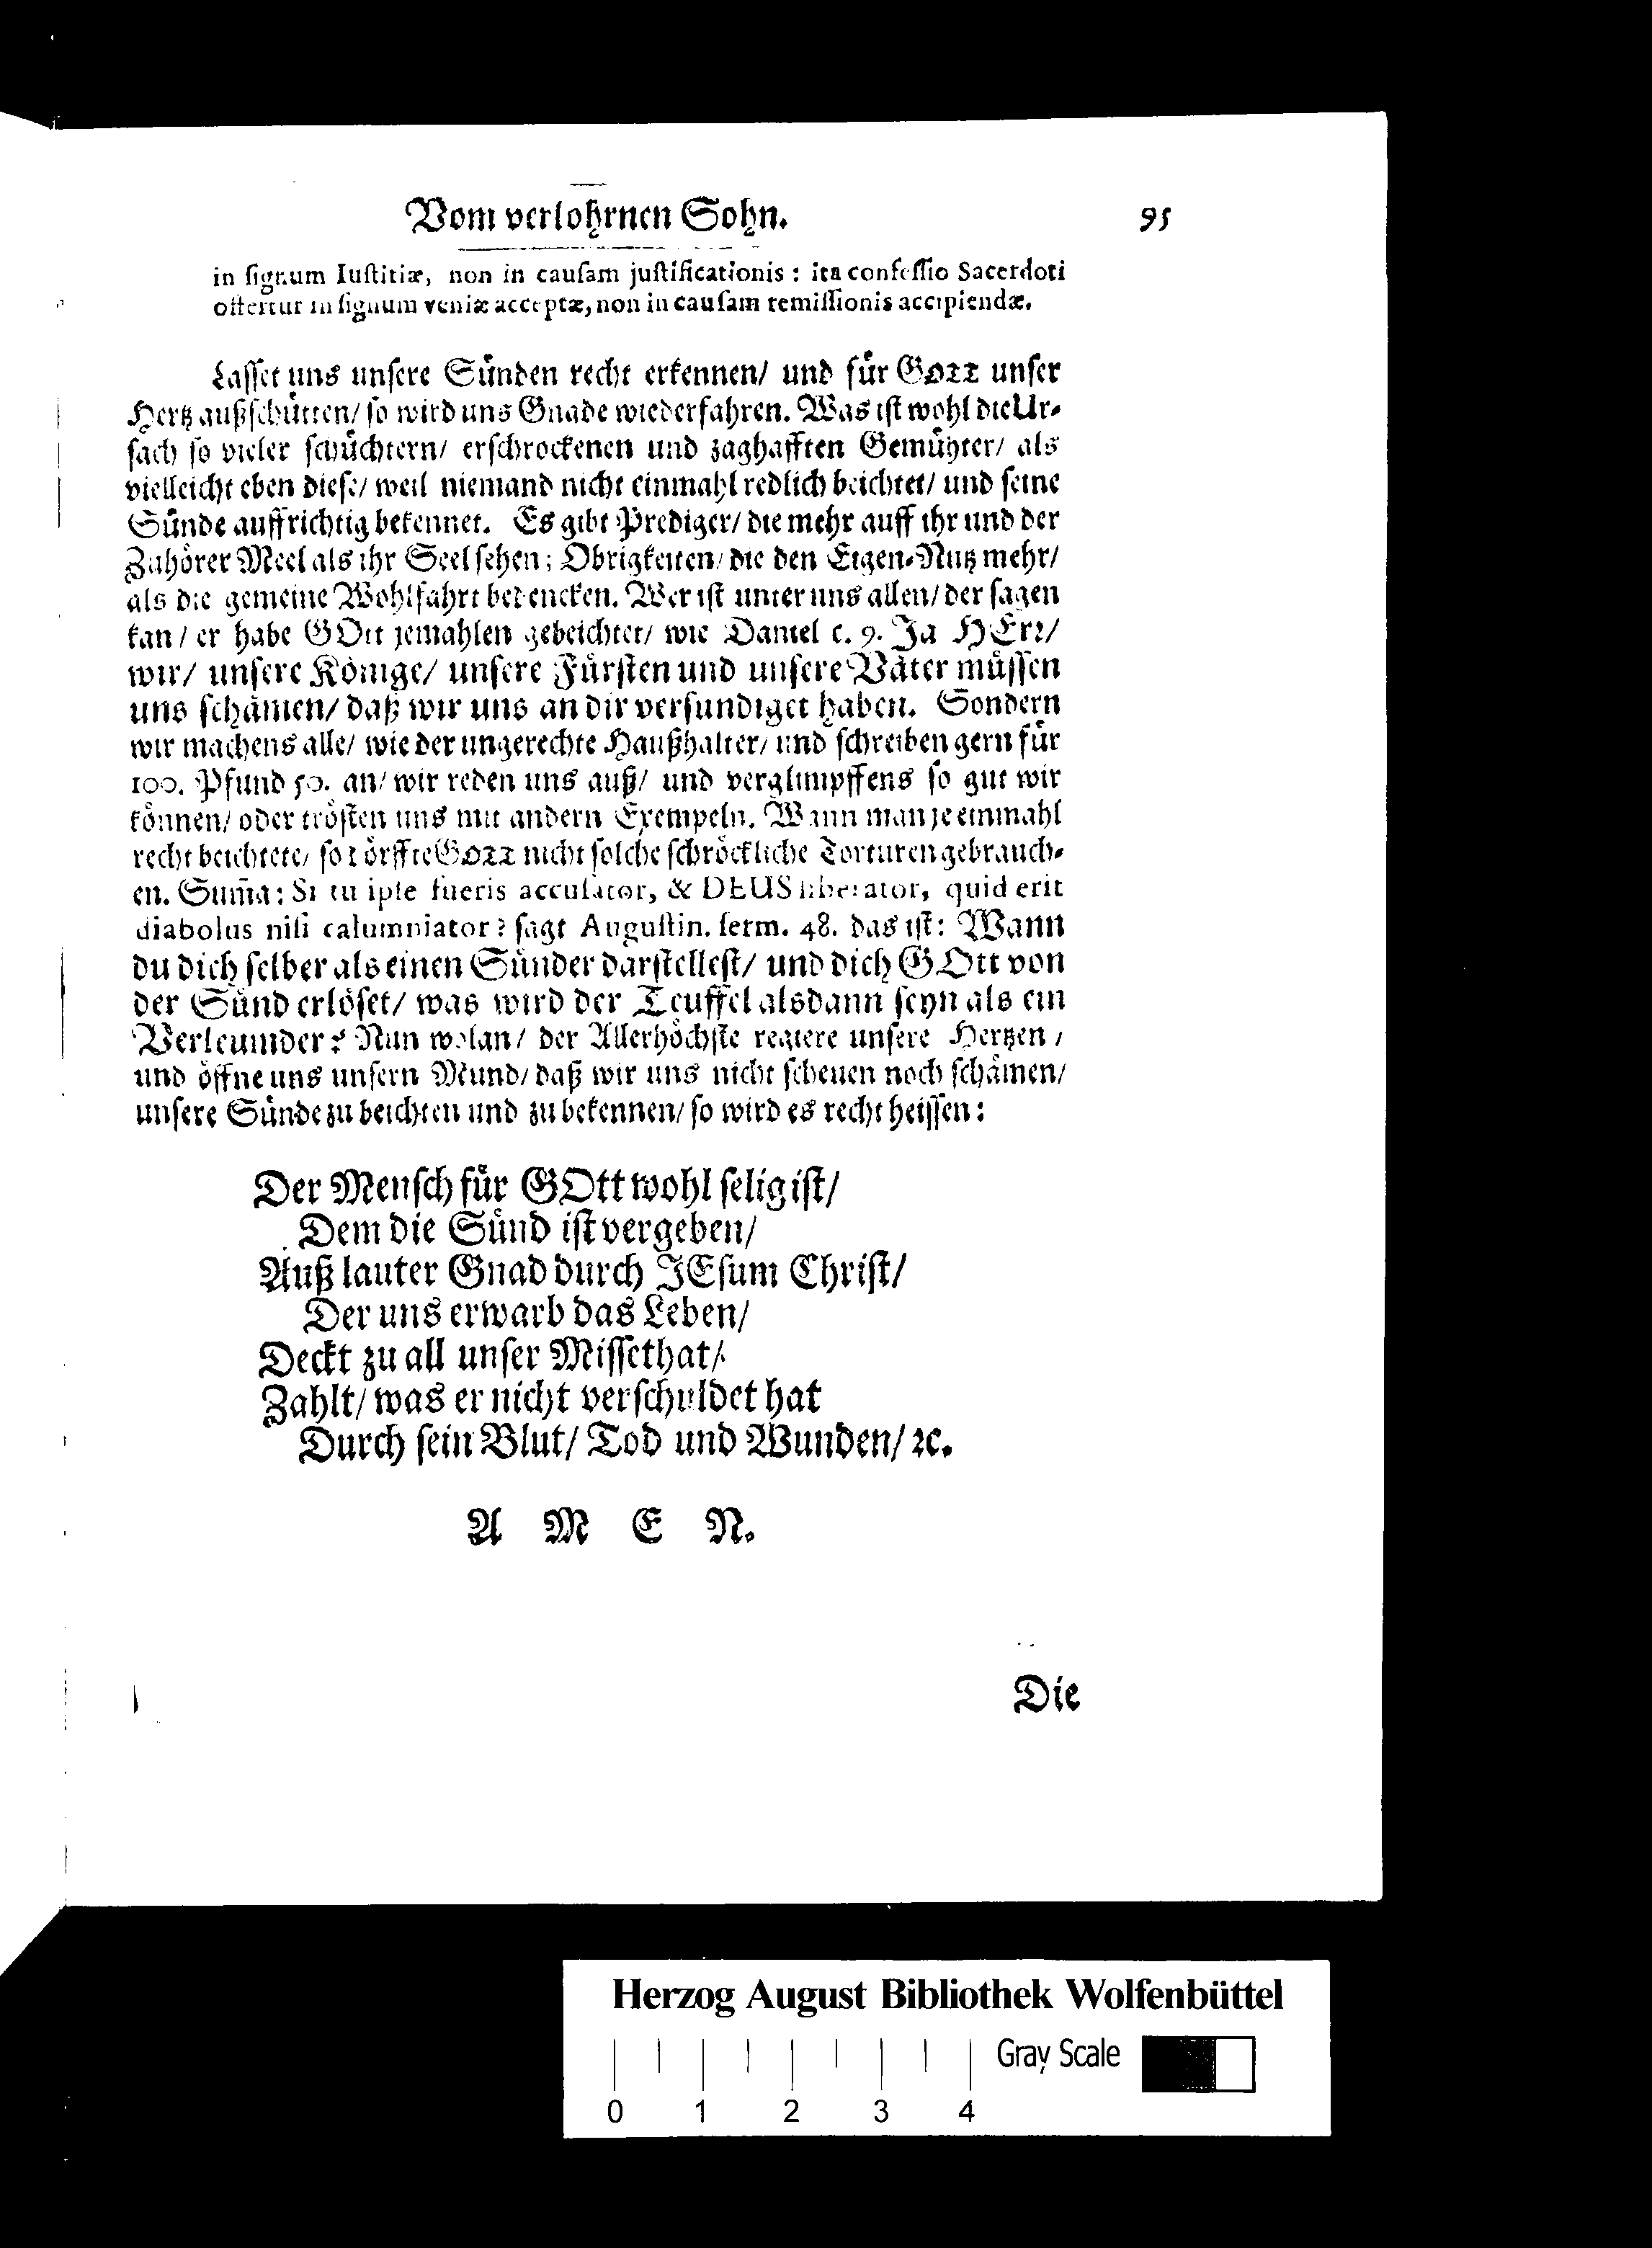 Vom verlohrnen Sohn. 95
in ſignum Iuſtitiæ, non in cauſam juſtificationis : ita confeſſio Sacerdoti
offertur in ſignum veniæ acceptæ, non in cauſam remiſſionis accipiendæ.
Laſſet uns unſere Sünden recht erkennen/ und für GOtt unſer
Hertz außſchütten/ ſo wird uns Gnade wiederfahren. Was iſt wohl die Ur-
ſach ſo vieler ſchüchtern/ erſchrockenen und zaghafften Gemühter/ als
vielleicht eben dieſe/ weil niemand nicht einmahl redlich beichtet/ und ſeine
Sünde auffrichtig bekennet. Es gibt Prediger/ die mehr auff ihr und der
Zuhörer Meel als ihr Seel ſehen; Obrigkeiten/ die den Eigen-Nutz mehr/
als die gemeine Wohlfahrt bedencken. Wer iſt unter uns allen/ der ſagen
kan/ er habe GOtt jemahlen gebeichtet/ wie Daniel c. 9. Ja HErr/
wir/ unſere Könige/ unſere Fürſten und unſere Väter müſſen
uns ſchämen/ daß wir uns an dir verſündiget haben. Sondern
wir machens alle/ wie der ungerechte Haußhalter/ und ſchreiben gern für
100. Pfund 50. an/ wir reden uns auß/ und verglimpffens ſo gut wir
können/ oder tröſten uns mit andern Exempeln. Wann man je einmahl
recht beichtete/ ſo dörffte GOtt nicht ſolche ſchröckliche Torturen gebrauch-
en. Sum̃a: Si tu ipſe fueris accuſator, & DEUS liberator, quid erit
diabolus niſi calumniator? ſagt Auguſtin. ſerm. 48. das iſt: Wann
du dich ſelber als einen Sünder darſtelleſt/ und dich GOtt von
der Sünd erlöſet/ was wird der Teuffel alsdann ſeyn als ein
Verleumder? Nun wolan/ der Allerhöchſte regiere unſere Hertzen/
und öffne uns unſern Mund/ daß wir uns nicht ſcheuen noch ſchämen/
unſere Sünde zu beichten und zu bekennen/ ſo wird es recht heiſſen:
Der Menſch für GOtt wohl ſelig iſt/
Dem die Sünd iſt vergeben/
Auß lauter Gnad durch JEſum Chriſt/
Der uns erwarb das Leben/
Deckt zu all unſer Miſſethat/
Zahlt/ was er nicht verſchuldet hat
Durch ſein Blut/ Tod und Wunden/ ꝛc.
A M E N.
Die
Herzog August Bibliothek Wolfenbüttel
Gray Scale
0 1 2 3 4